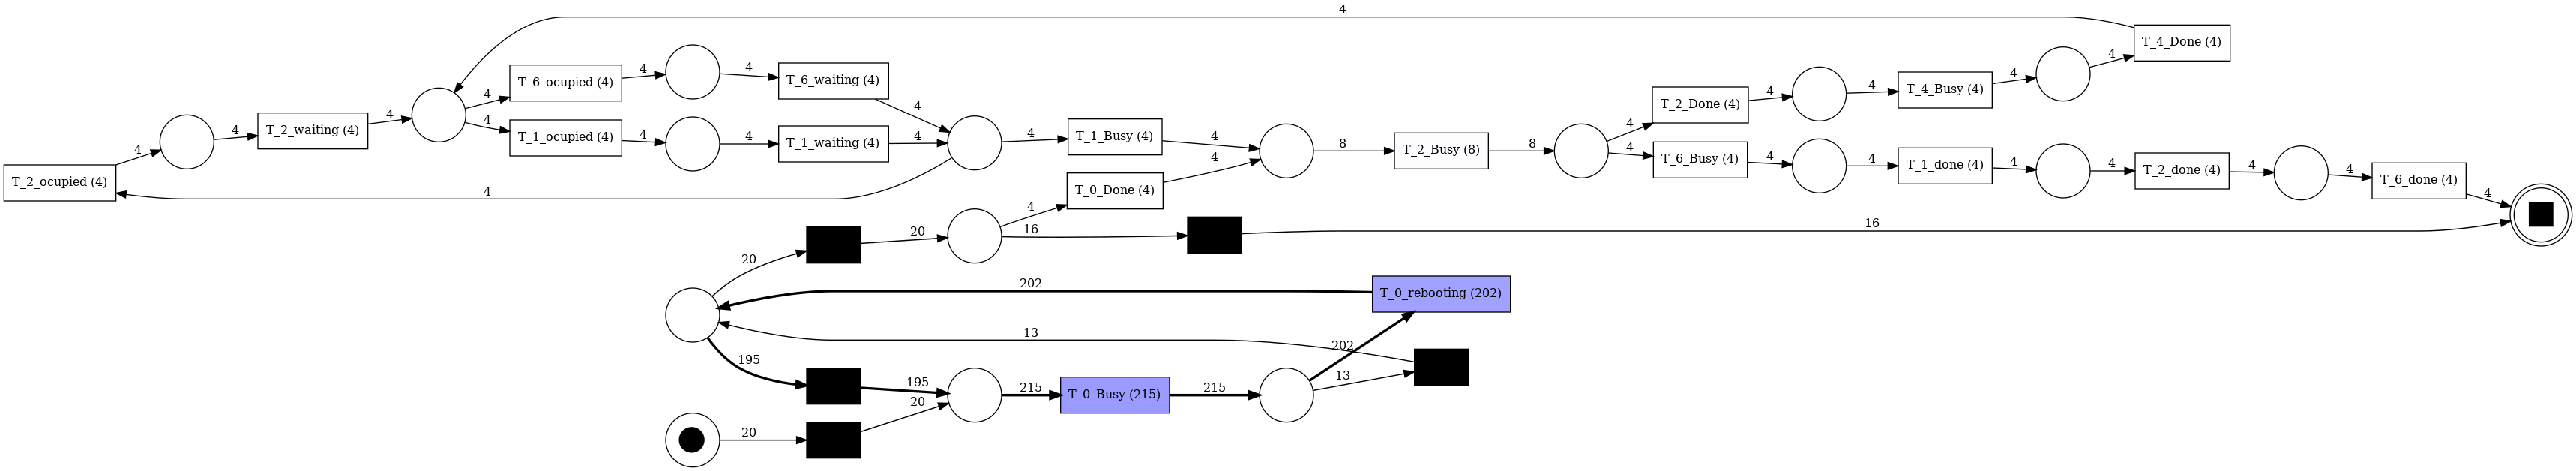 4
T_4_Done (4)
4
4
T_6_ocupied (4)
4
4
T_6_waiting (4)
4
T_2_Done (4)
4
4
T_4_Busy (4)
4
4
T_2_waiting (4)
4
4
T_1_ocupied (4)
4
4
T_1_waiting (4)
4
4
T_1_Busy (4)
4
8
T_2_Busy (8)
8
4
4
T_6_Busy (4)
4
4
T_1_done (4)
4
4
T_2_done (4)
4
4
T_6_done (4)
4
4
T_2_ocupied (4)
4
4
T_0_Done (4)
4
16
16
20
20
202
T_0_rebooting (202)
13
202
13
195
195
215
T_0_Busy (215)
215
20
20